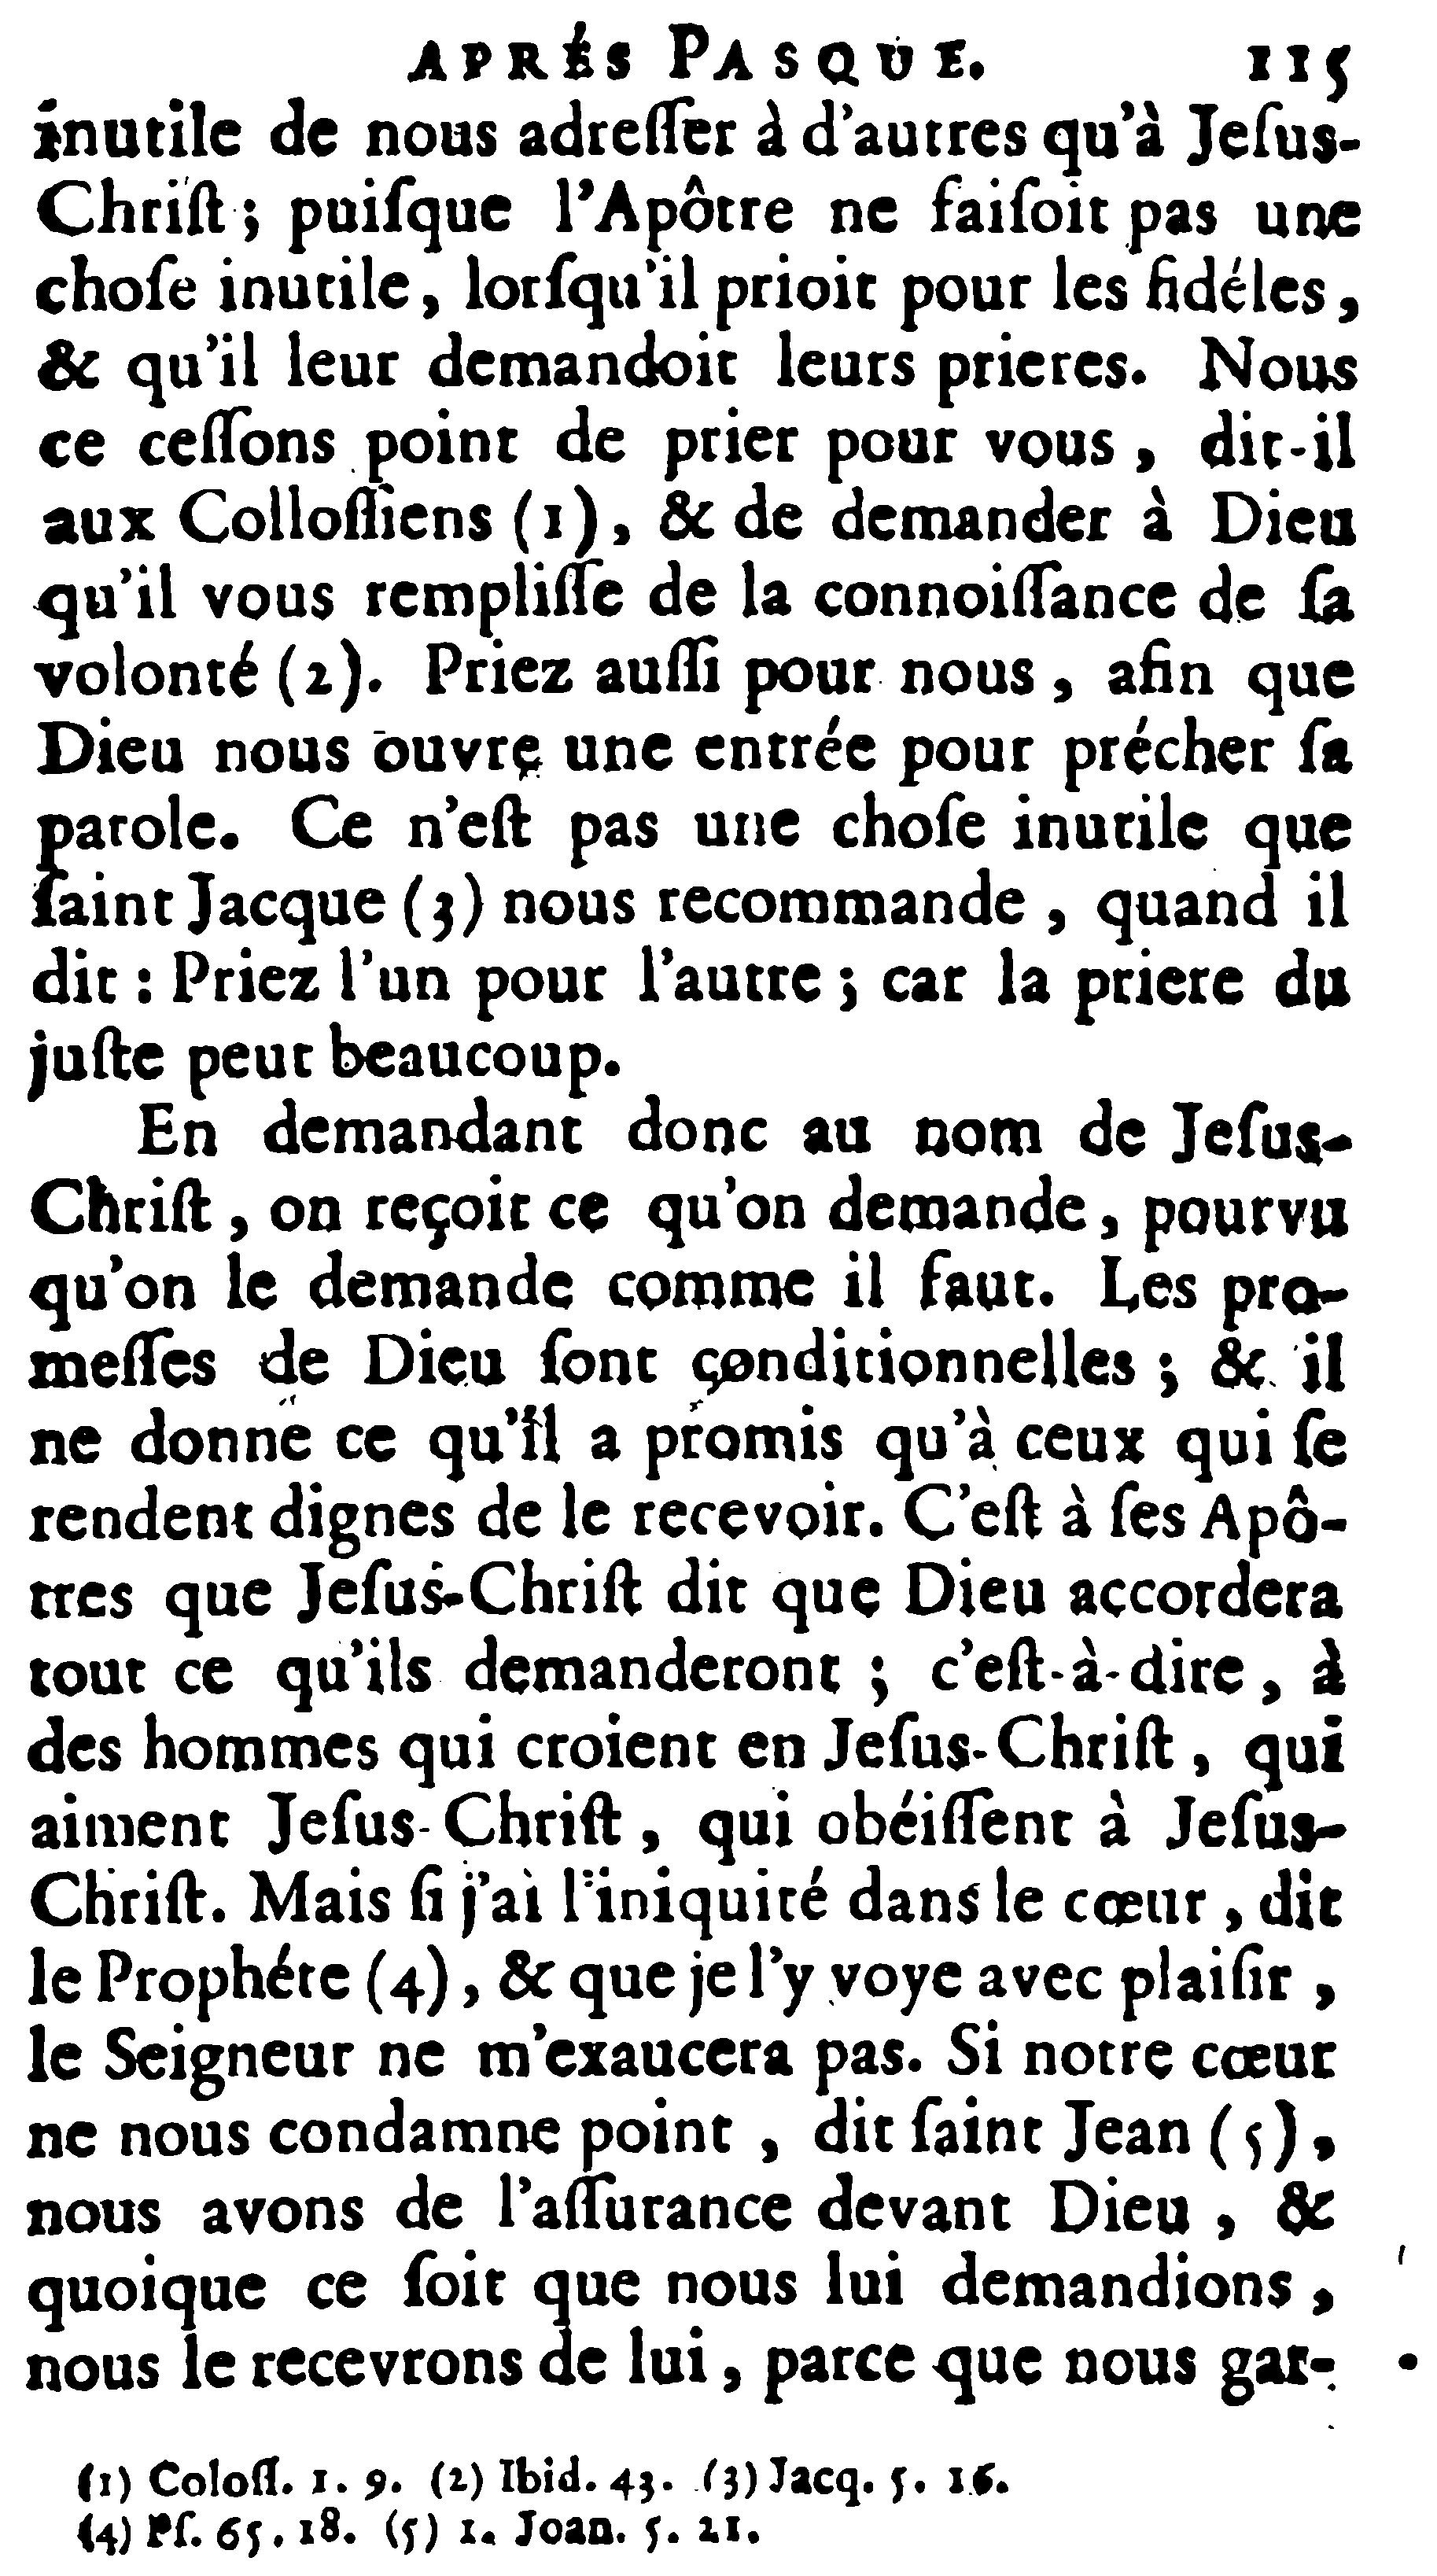 APRÉS PASQUE. 115
inutile de nous adreſſer à d'autres qu'à Jeſus-
Chriſt ; puiſque l'Apôtre ne faiſoit pas une
choſe inutile, lorſqu'il prioit pour les fidéles,
& qu'il leur demandoit leurs prieres. Nous
ce ceſſons point de prier pour vous, dit-il
aux Colloſſiens (1), & de demander à Dieu
qu'il vous rempliſſe de la connoiſſance de ſa
volonté (2). Priez auſſi pour nous, afin que
Dieu nous ouvre une entrée pour précher ſa
parole. Ce n'eſt pas une choſe inutile que
ſaint Jacque (3) nous recommande, quand il
dit : Priez l'un pour l'autre ; car la priere du
juſte peut beaucoup.
En demandant donc au nom de Jeſus-
Chriſt, on reçoit ce qu'on demande, pourvu
qu'on le demande comme il faut. Les pro-
meſſes de Dieu ſont conditionnelles ; & il
ne donne ce qu'il a promis qu'à ceux qui ſe
rendent dignes de le recevoir. C'eſt à ſes Apô-
tres que Jeſus-Chriſt dit que Dieu accordera
tout ce qu'ils demanderont ; c'eſt-à-dire, à
des hommes qui croient en Jeſus-Chriſt, qui
aiment Jeſus-Chriſt, qui obéiſſent à Jeſus-
Chriſt. Mais ſi j'ai l'iniquité dans le cœur, dit
le Prophéte (4), & que je l'y voye avec plaiſir,
le Seigneur ne m'exaucera pas. Si notre cœur
ne nous condamne point, dit ſaint Jean (5),
nous avons de l'aſſurance devant Dieu, &
quoique ce ſoit que nous lui demandions,
nous le recevrons de lui, parce que nous gar-
(1) Coloſſ. 1. 9. (2) Ibid. 43. (3) Jacq. 5. 16.
(4) Pſ. 65. 18. (5) 1. Joan. 5. 21.